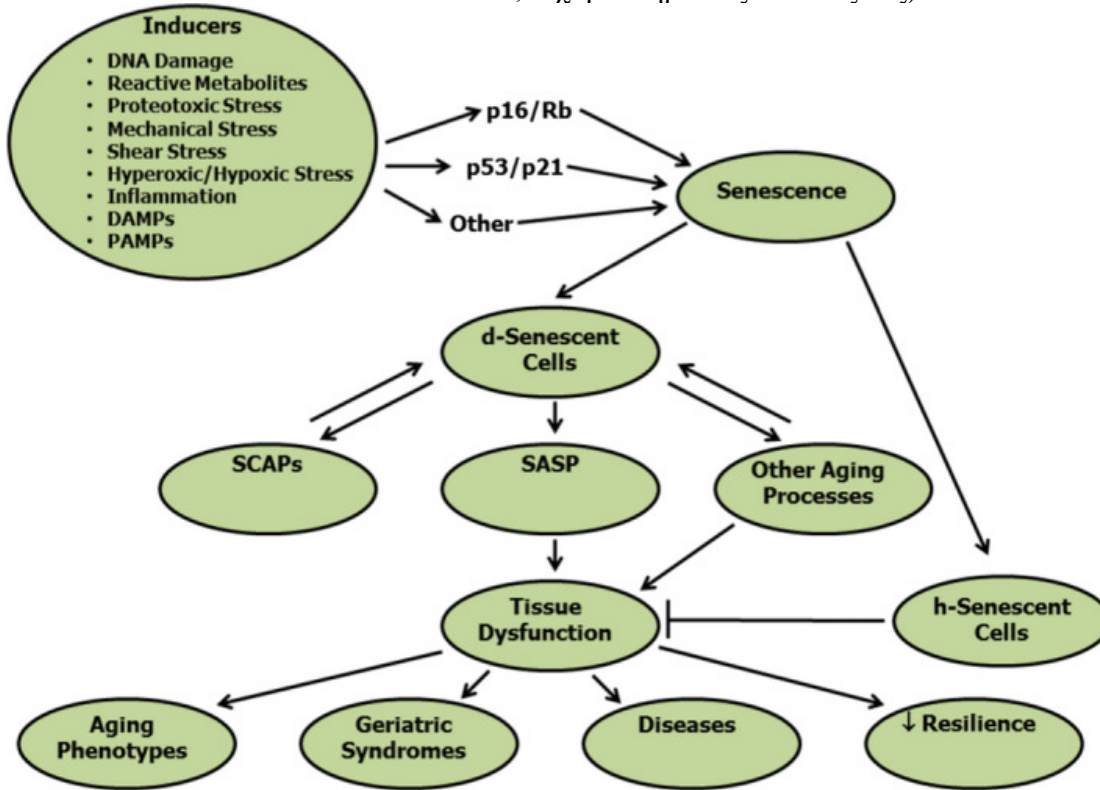 Inducers
• DNA Damage
• Reactive Metabolites
• Proteotoxic Stress
• Mechanical Stress
• Shear Stress
• Hyperoxic/Hypoxic Stress
• Inflammation
• DAMPs
• PAMPs
p16/Rb
p53/p21
Other
Senescence
d-Senescent
Cells
SCAPs
SASP
Other Aging
Processes
Tissue
Dysfunction
h-Senescent
Cells
Aging
Phenotypes
Geriatric
Syndromes
Diseases
↓ Resilience